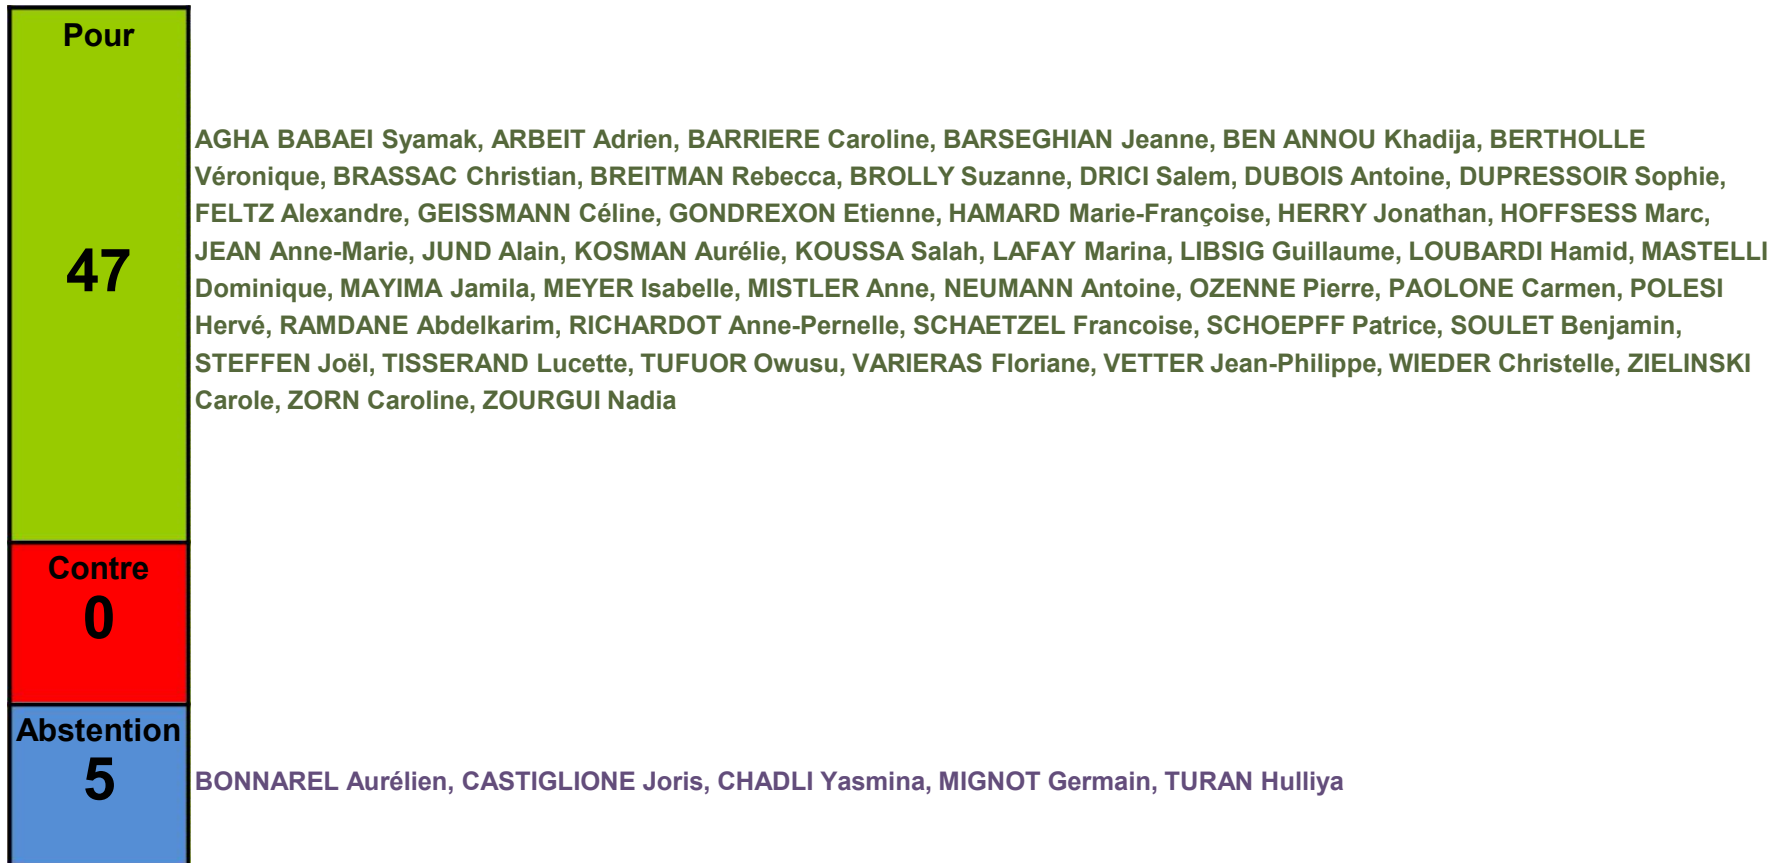 Pour
47
AGHA BABAEI Syamak, ARBEIT Adrien, BARRIERE Caroline, BARSEGHIAN Jeanne, BEN ANNOU Khadija, BERTHOLLE
Véronique, BRASSAC Christian, BREITMAN Rebecca, BROLLY Suzanne, DRICI Salem, DUBOIS Antoine, DUPRESSOIR Sophie,
FELTZ Alexandre, GEISSMANN Céline, GONDREXON Etienne, HAMARD Marie-Françoise, HERRY Jonathan, HOFFSESS Marc,
JEAN Anne-Marie, JUND Alain, KOSMAN Aurélie, KOUSSA Salah, LAFAY Marina, LIBSIG Guillaume, LOUBARDI Hamid, MASTELLI
Dominique, MAYIMA Jamila, MEYER Isabelle, MISTLER Anne, NEUMANN Antoine, OZENNE Pierre, PAOLONE Carmen, POLESI
Hervé, RAMDANE Abdelkarim, RICHARDOT Anne-Pernelle, SCHAETZEL Francoise, SCHOEPFF Patrice, SOULET Benjamin,
STEFFEN Joël, TISSERAND Lucette, TUFUOR Owusu, VARIERAS Floriane, VETTER Jean-Philippe, WIEDER Christelle, ZIELINSKI
Carole, ZORN Caroline, ZOURGUI Nadia
Contre
0
Abstention
5
BONNAREL Aurélien, CASTIGLIONE Joris, CHADLI Yasmina, MIGNOT Germain, TURAN Hulliya